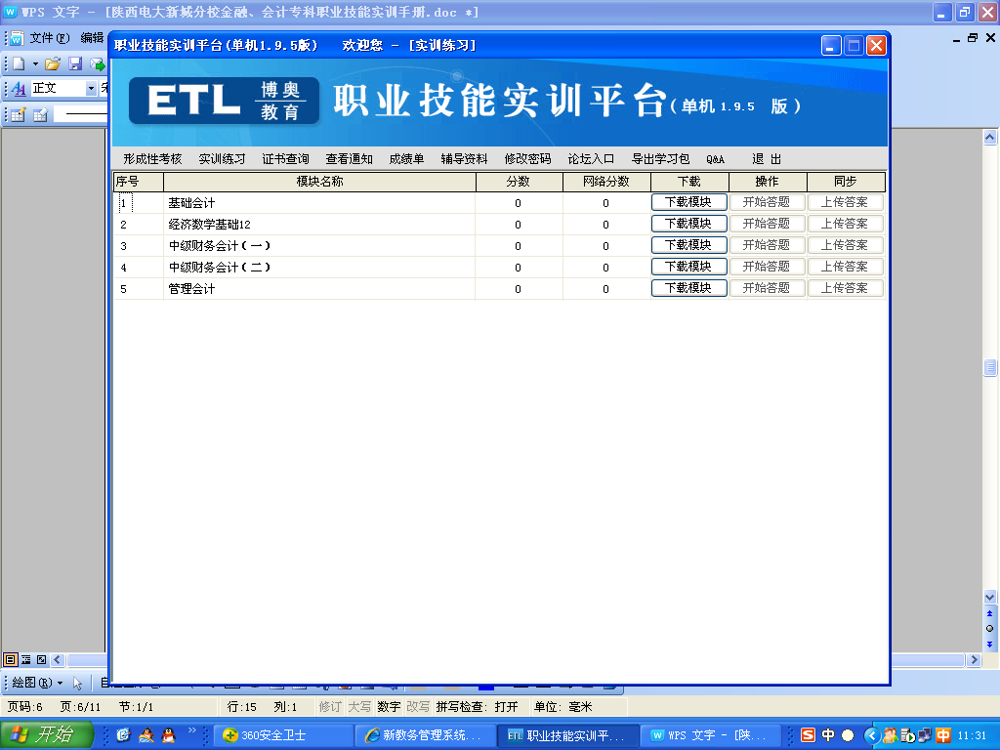 WPS 文字 - [陕西电大新城分校金融、会计专科职业技能实训手册.doc *]
文件(F) 编辑
正文
职业技能实训平台(单机1.9.5版) 欢迎您 - [实训练习]
ETL 博奥教育 职业技能实训平台(单机1.9.5 版)
形成性考核 实训练习 证书查询 查看通知 成绩单 辅导资料 修改密码 论坛入口 导出学习包 Q&A 退 出
序号 模块名称 分数 网络分数 下载 操作 同步
1 基础会计 0 0 下载模块 开始答题 上传答案
2 经济数学基础12 0 0 下载模块 开始答题 上传答案
3 中级财务会计(一) 0 0 下载模块 开始答题 上传答案
4 中级财务会计(二) 0 0 下载模块 开始答题 上传答案
5 管理会计 0 0 下载模块 开始答题 上传答案
绘图(R)
页码:6 页:6/11 节:1/1 行:15 列:1 修订 大写 数字 改写 拼写检查: 打开 单位: 毫米
开始 360安全卫士 新教务管理系统... ETL 职业技能实训平... WPS 文字 - [陕... 中 中 11:31